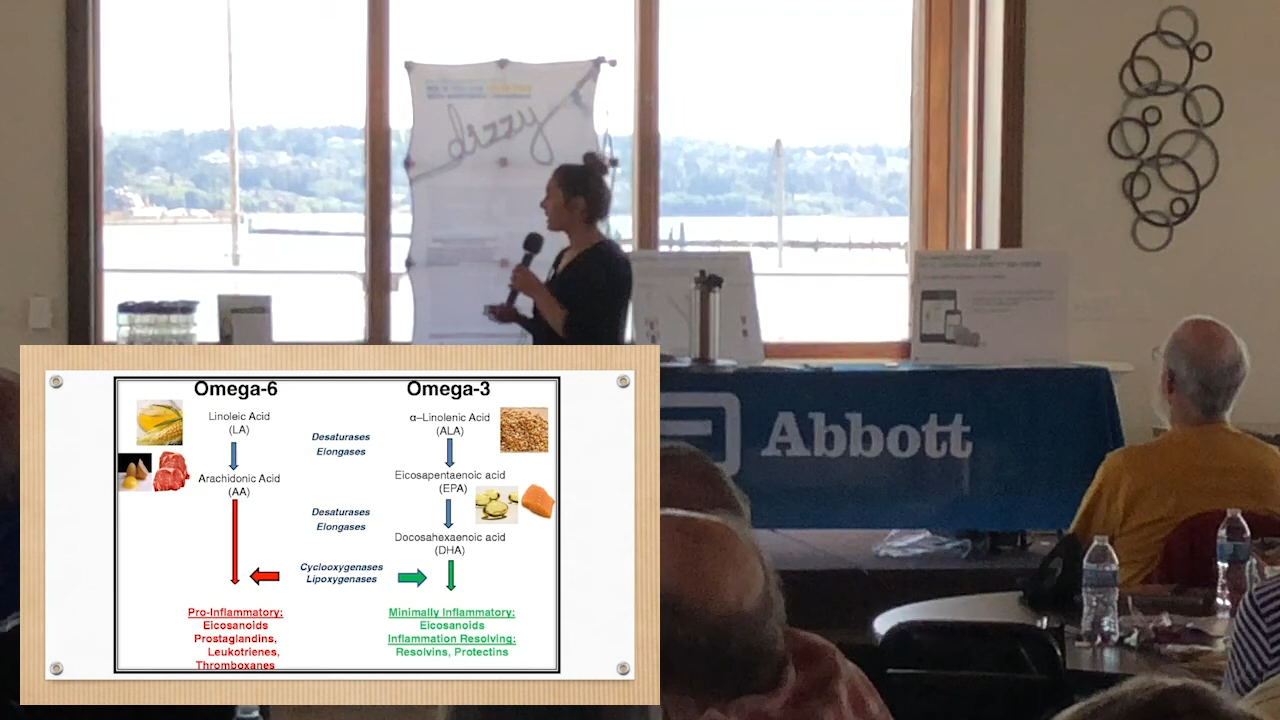 dizzy
Abbott
Omega-6
Omega-3
Linoleic Acid
(LA)
α–Linolenic Acid
(ALA)
Desaturases
Elongases
Arachidonic Acid
(AA)
Eicosapentaenoic acid
(EPA)
Desaturases
Elongases
Docosahexaenoic acid
(DHA)
Cyclooxygenases
Lipoxygenases
Pro-Inflammatory:
Eicosanoids
Prostaglandins,
Leukotrienes,
Thromboxanes
Minimally Inflammatory:
Eicosanoids
Inflammation Resolving:
Resolvins, Protectins